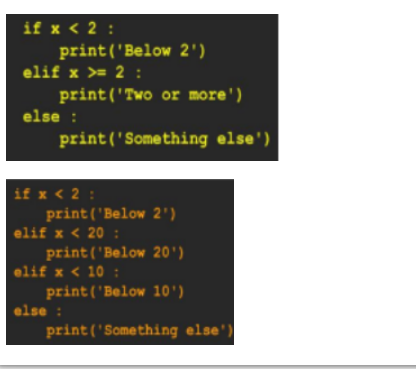 if x < 2 :
    print('Below 2')
elif x >= 2 :
    print('Two or more')
else :
    print('Something else')
if x < 2 :
    print('Below 2')
elif x < 20 :
    print('Below 20')
elif x < 10 :
    print('Below 10')
else :
    print('Something else')